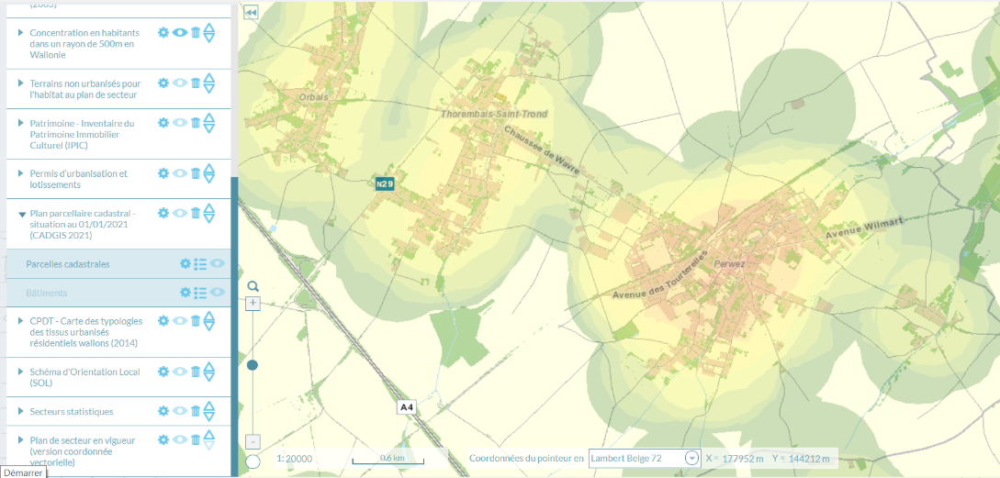 (2005)
Concentration en habitants
dans un rayon de 500m en
Wallonie
Terrains non urbanisés pour
l'habitat au plan de secteur
Patrimoine - Inventaire du
Patrimoine Immobilier
Culturel (IPIC)
Permis d'urbanisation et
lotissements
Plan parcellaire cadastral -
situation au 01/01/2021
(CADGIS 2021)
Parcelles cadastrales
Bâtiments
CPDT - Carte des typologies
des tissus urbanisés
résidentiels wallons (2014)
Schéma d'Orientation Local
(SOL)
Secteurs statistiques
Plan de secteur en vigueur
(version coordonnée
vectorielle)
Démarrer
Orbais
Thorembais-Saint-Trond
Chaussée de Wavre
N29
Avenue Wilmart
Perwez
Avenue des Tourterelles
A4
+
-
1:20000
0.6 km
Coordonnées du pointeur en
Lambert Belge 72
X = 177952 m
Y = 144212 m